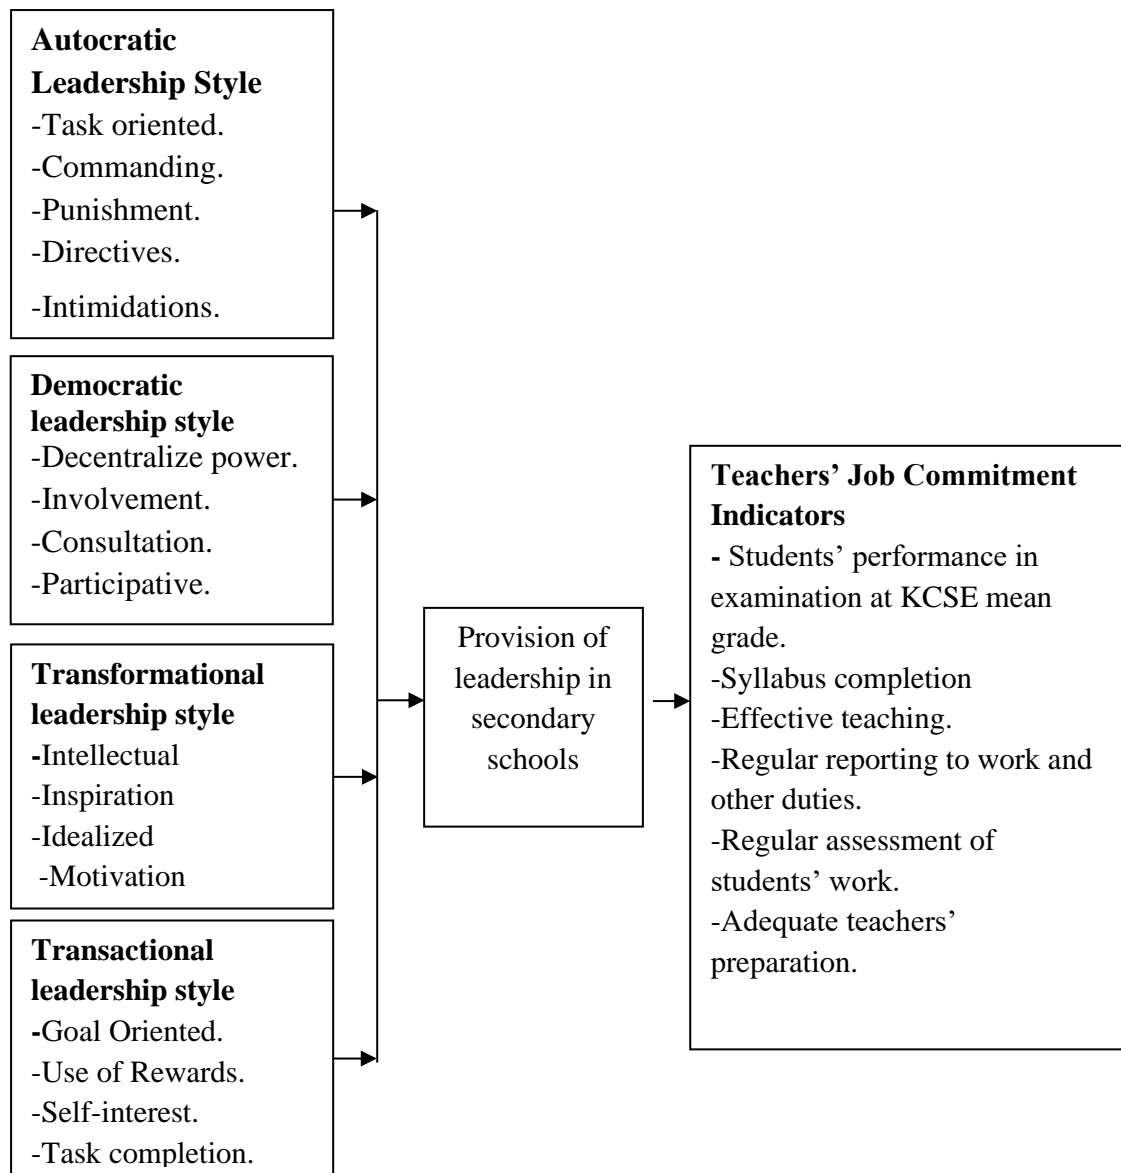 Autocratic
Leadership Style
-Task oriented.
-Commanding.
-Punishment.
-Directives.
-Intimidations.
Democratic
leadership style
-Decentralize power.
-Involvement.
-Consultation.
-Participative.
Transformational
leadership style
-Intellectual
-Inspiration
-Idealized
-Motivation
Transactional
leadership style
-Goal Oriented.
-Use of Rewards.
-Self-interest.
-Task completion.
Provision of
leadership in
secondary
schools
Teachers’ Job Commitment
Indicators
- Students’ performance in
examination at KCSE mean
grade.
-Syllabus completion
-Effective teaching.
-Regular reporting to work and
other duties.
-Regular assessment of
students’ work.
-Adequate teachers’
preparation.